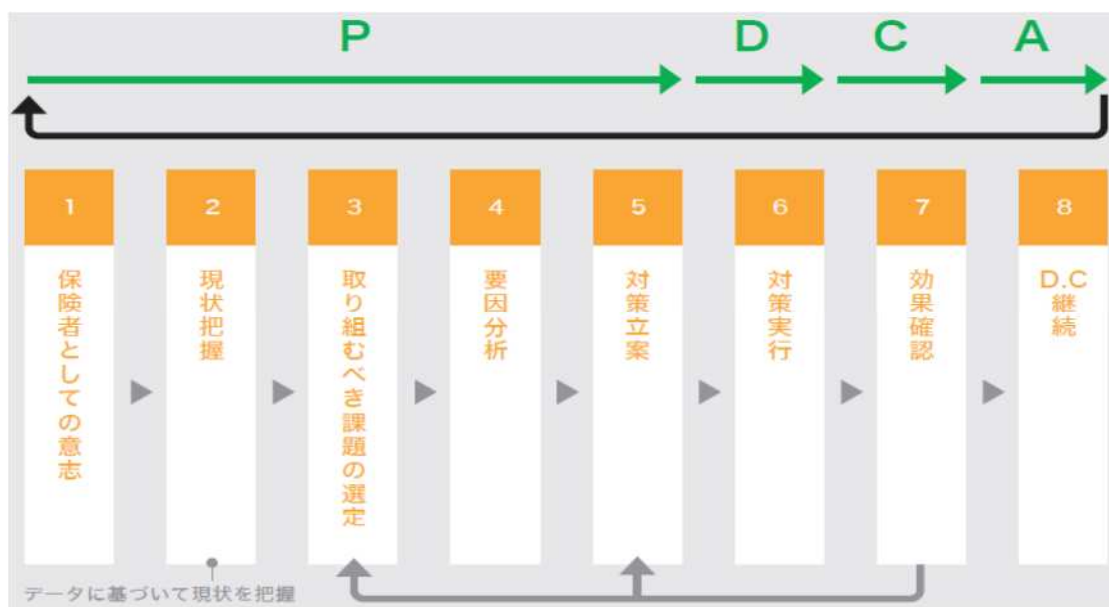 P
D
C
A
1
2
3
4
5
6
7
8
保険者としての意志
現状把握
取り組むべき課題の選定
要因分析
対策立案
対策実行
効果確認
D.C継続
データに基づいて現状を把握